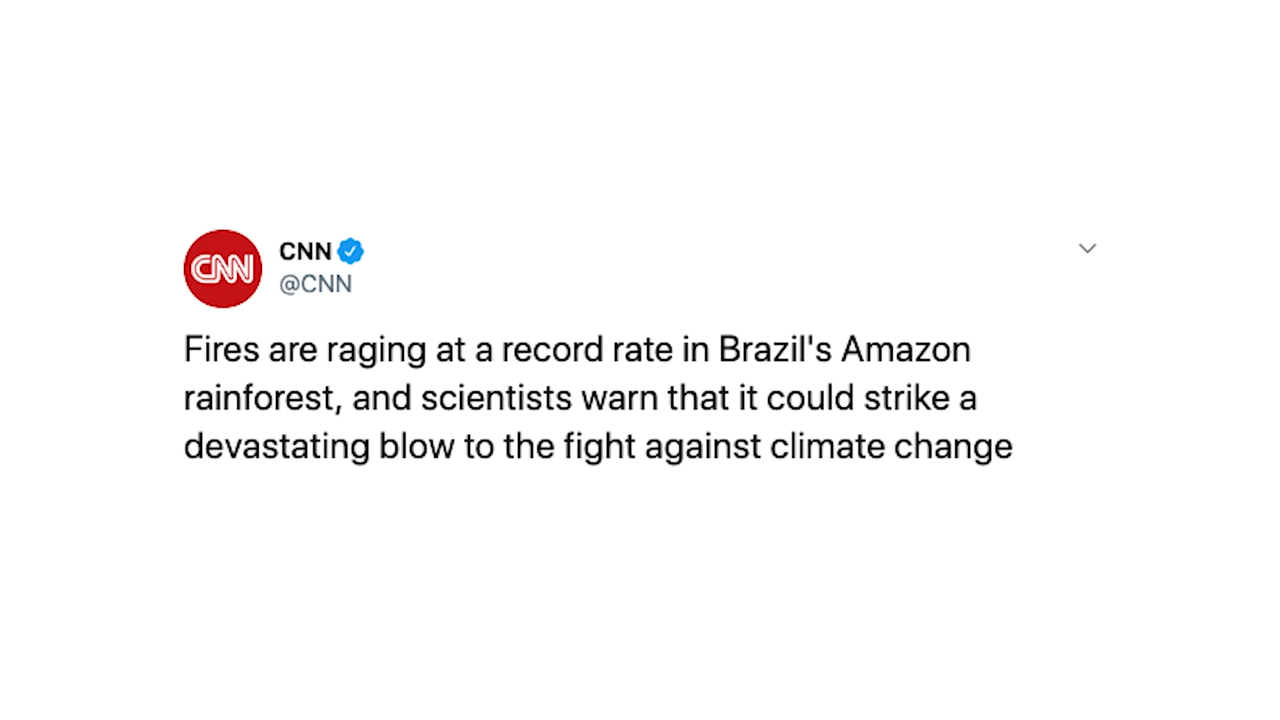 CNN
CNN
@CNN
Fires are raging at a record rate in Brazil's Amazon
rainforest, and scientists warn that it could strike a
devastating blow to the fight against climate change